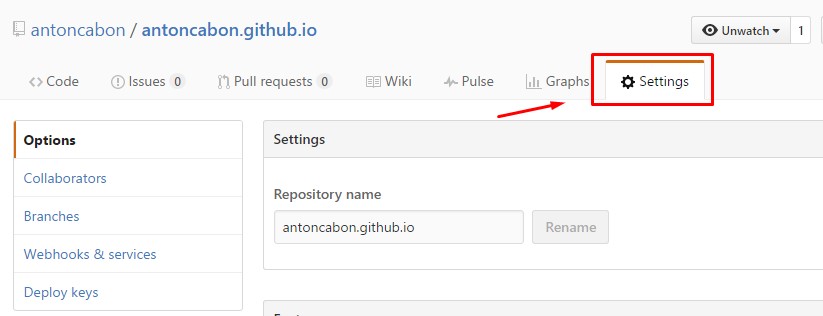 antoncabon / antoncabon.github.io
Unwatch 1
Code Issues 0 Pull requests 0 Wiki Pulse Graphs Settings
Options
Collaborators
Branches
Webhooks & services
Deploy keys
Settings
Repository name
antoncabon.github.io Rename